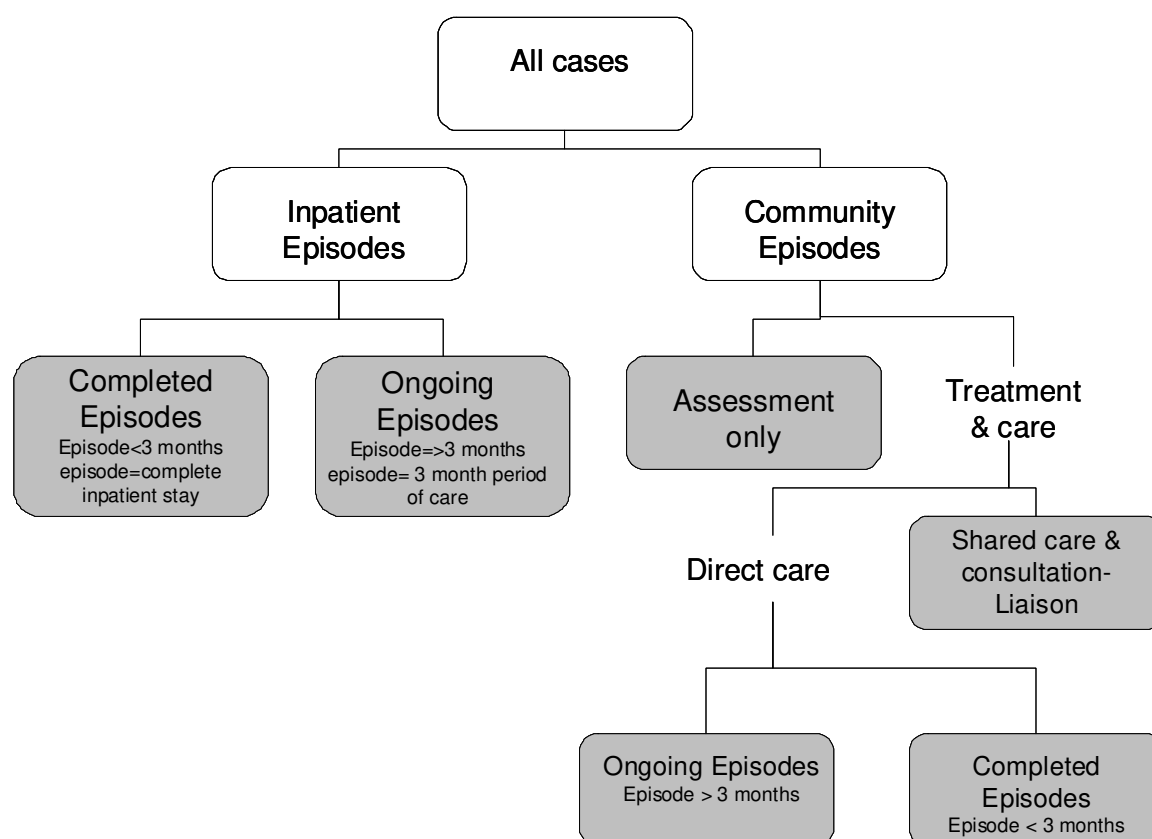 All cases
Inpatient
Episodes
Community
Episodes
Completed
Episodes
Episode<3 months
episode=complete
inpatient stay
Ongoing
Episodes
Episode=>3 months
episode= 3 month period
of care
Assessment
only
Treatment
& care
Direct care
Shared care &
consultation-
Liaison
Ongoing Episodes
Episode > 3 months
Completed
Episodes
Episode < 3 months